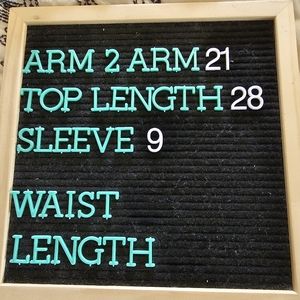 ARM 2 ARM 21
TOP LENGTH 28
SLEEVE 9
WAIST
LENGTH